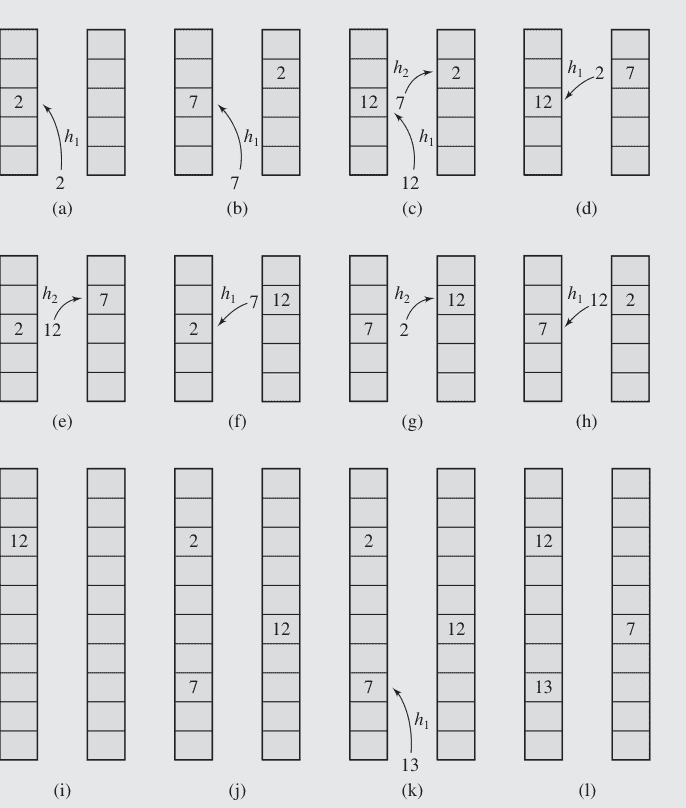 2 h₁ 2
(a)
2 7 h₁ 7
(b)
h₂ 2 12 7 h₁ 12
(c)
h₁ 2 7 12
(d)
h₂ 7 2 12
(e)
h₁ 7 12 2
(f)
h₂ 12 7 2
(g)
h₁ 12 2 7
(h)
12
(i)
2 12 7
(j)
2 12 7 h₁ 13
(k)
12 7 13
(l)